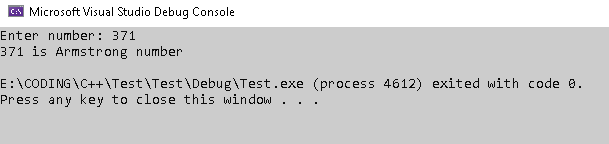 Microsoft Visual Studio Debug Console
Enter number: 371
371 is Armstrong number
E:\CODING\C++\Test\Test\Debug\Test.exe (process 4612) exited with code 0.
Press any key to close this window . . .